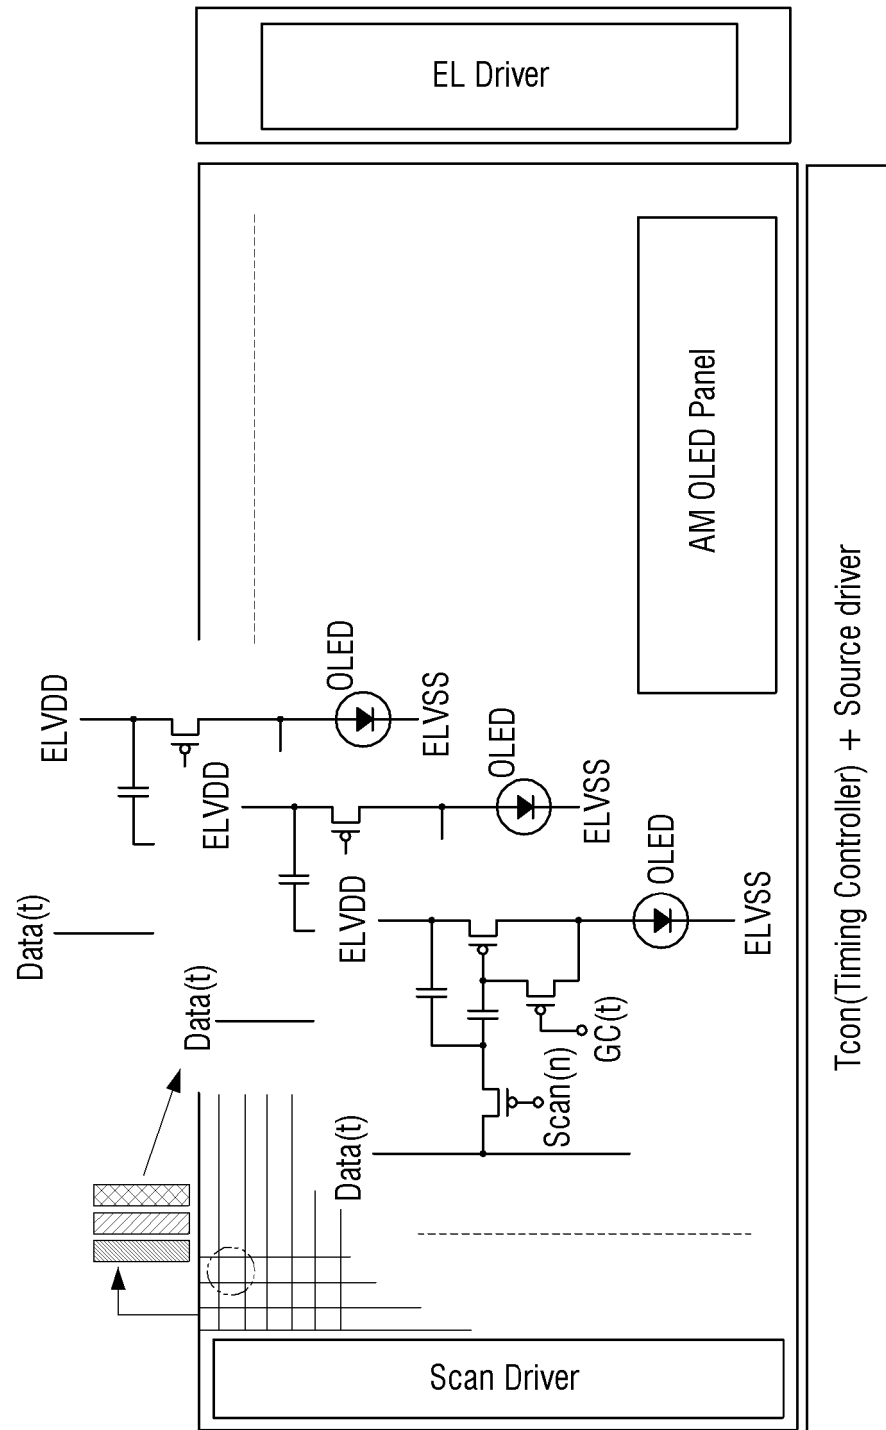 EL Driver
AM OLED Panel
Tcon(Timing Controller) + Source driver
ELVDD
OLED
ELVSS
Data(t)
ELVDD
OLED
ELVSS
Data(t)
ELVDD
OLED
ELVSS
GC(t)
Scan(n)
Data(t)
Scan Driver